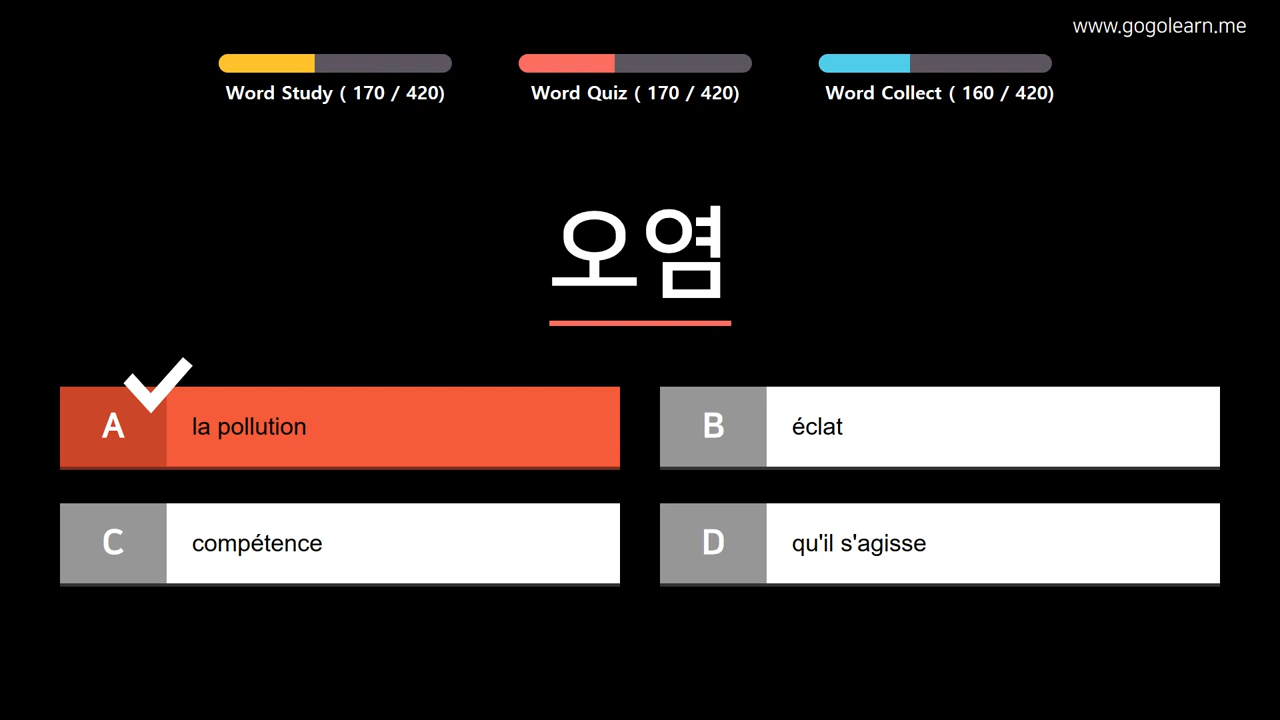 www.gogolearn.me
Word Study ( 170 / 420)
Word Quiz ( 170 / 420)
Word Collect ( 160 / 420)
오염
A
la pollution
B
éclat
C
compétence
D
qu'il s'agisse